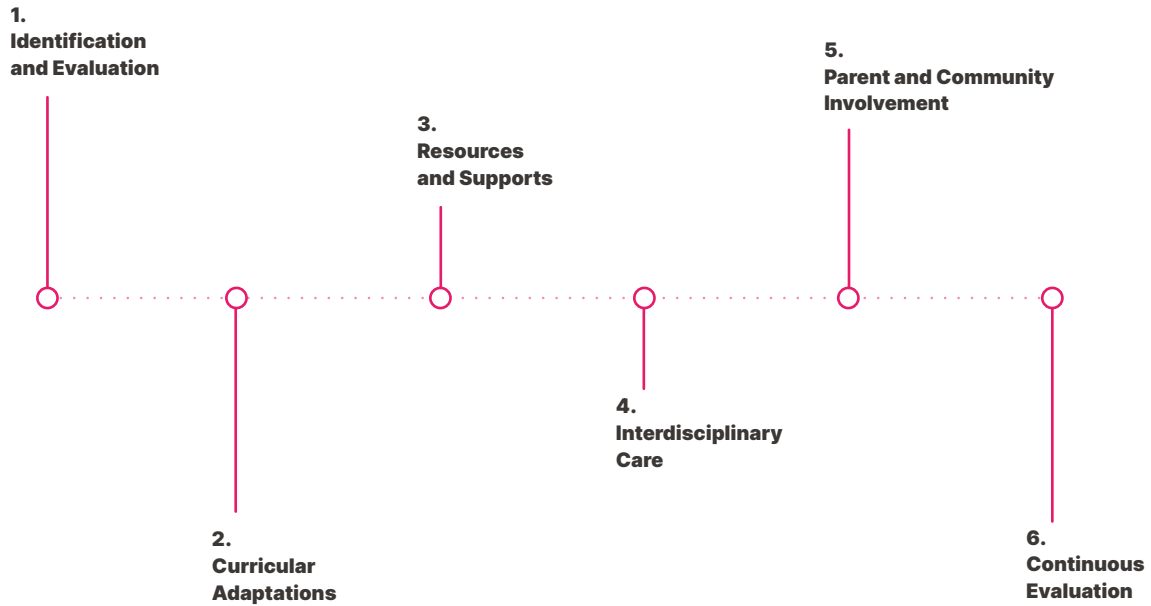 1.
Identification
and Evaluation
2.
Curricular
Adaptations
3.
Resources
and Supports
4.
Interdisciplinary
Care
5.
Parent and Community
Involvement
6.
Continuous
Evaluation